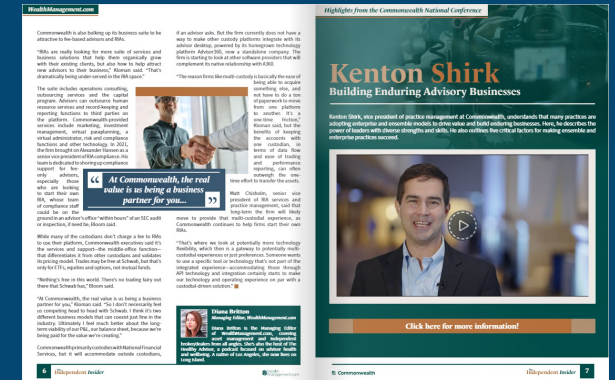 WealthManagement.com
Commonwealth is also bulking up its business suite to be
attractive to fee-based advisors and RIAs.
"RIAs are really looking for more suite of services and
business solutions that help them organically grow
with their existing clients, but also how to help attract
new advisors to their business," Kloman said. "That's
dramatically being under-served in the RIA space."
The suite includes operations consulting,
outsourcing services and the capital
program. Advisors can outsource human
resource services and record-keeping and
reporting functions to third parties on
the platform. Commonwealth-provided
services include marketing, investment
management, virtual paraplanning, a
virtual administrator, risk and compliance
functions and other technology. In 2021,
the firm brought on Alexander Hansen as a
senior vice president of RIA compliance. His
team is dedicated to shoring up compliance
support for fee-
only advisors,
especially those
who are looking
to start their own
RIA, whose team
of compliance staff
could be on the
ground in an advisor's office "within hours" of an SEC audit
or inspection, if need be, Bloom said.
While many of the custodians don't charge a fee to RIAs
to use their platform, Commonwealth executives said it's
the services and support—the middle-office function—
that differentiates it from other custodians and validates
its pricing model. Trades may be free at Schwab, but that's
only for ETFs, equities and options, not mutual funds.
"Nothing's free in this world. There's no trading fairy out
there that Schwab has," Bloom said.
"At Commonwealth, the real value is us being a business
partner for you," Kloman said. "So I don't necessarily feel
us competing head to head with Schwab. I think it's two
different business models that can coexist just fine in the
industry. Ultimately I feel much better about the long-
term viability of our P&L, our balance sheet, because we're
being paid for the value we're creating."
Commonwealth primarily custodies with National Financial
Services, but it will accommodate outside custodians,
if an advisor asks. But the firm currently does not have a
way to make other custody platforms integrate with its
advisor desktop, powered by its homegrown technology
platform Advisor360, now a standalone company. The
firm is starting to look at other software providers that will
complement its native relationship with A360.
"The reason firms like multi-custody is basically the ease of
being able to acquire
something else, and
not have to do a ton
of paperwork to move
from one platform
to another. It's a
one-time friction,"
Kloman said, but the
benefits of keeping
the accounts with
one custodian, in
terms of data flow
and ease of trading
and performance
reporting, can often
outweigh the one-
time effort to transfer the assets.
Matt Chisholm, senior vice
president of RIA services and
practice management, said that
long-term the firm will likely
move to provide that multi-custodial experience, as
Commonwealth continues to help firms start their own
RIAs.
"That's where we look at potentially more technology
flexibility, which then is a gateway to potentially multi-
custodial experiences or just preferences. Someone wants
to use a specific tool or technology that's not part of the
integrated experience—accommodating those through
API technology and integration certainly starts to make
our technology and operating experience on par with a
custodial-driven solution."
“ At Commonwealth, the real
value is us being a business
partner for you... ”
Diana Britton
Managing Editor, WealthManagement.com
Diana Britton is the Managing Editor
of WealthManagement.com, covering
asset management and independent
broker/dealers from all angles. She's also the host of The
Healthy Advisor, a podcast focused on advisor health
and wellbeing. A native of Los Angeles, she now lives on
Long Island.
6
Independent Insider
WealthManagement.com
Highlights from the Commonwealth National Conference
Kenton Shirk
Building Enduring Advisory Businesses
Kenton Shirk, vice president of practice management at Commonwealth, understands that many practices are
adopting enterprise and ensemble models to drive value and build enduring businesses. Here, he describes the
power of leaders with diverse strengths and skills. He also outlines five critical factors for making ensemble and
enterprise practices succeed.
Click here for more information!
Commonwealth
Independent Insider
7